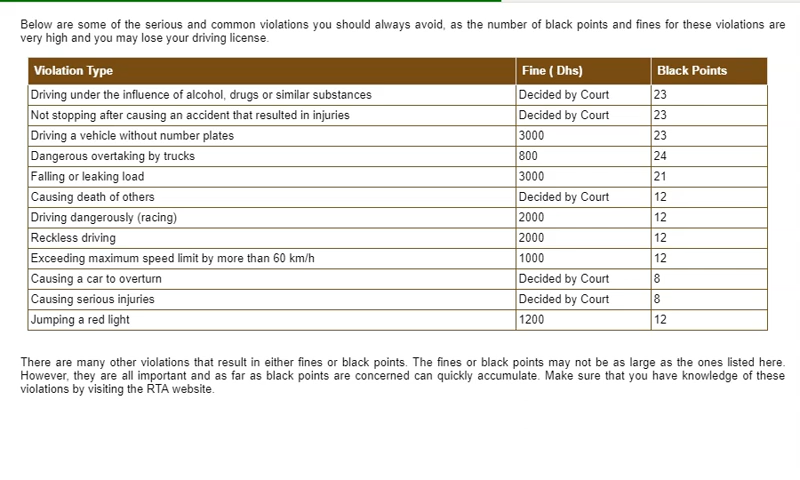 Below are some of the serious and common violations you should always avoid, as the number of black points and fines for these violations are
very high and you may lose your driving license.
Violation Type Fine ( Dhs) Black Points
Driving under the influence of alcohol, drugs or similar substances Decided by Court 23
Not stopping after causing an accident that resulted in injuries Decided by Court 23
Driving a vehicle without number plates 3000 23
Dangerous overtaking by trucks 800 24
Falling or leaking load 3000 21
Causing death of others Decided by Court 12
Driving dangerously (racing) 2000 12
Reckless driving 2000 12
Exceeding maximum speed limit by more than 60 km/h 1000 12
Causing a car to overturn Decided by Court 8
Causing serious injuries Decided by Court 8
Jumping a red light 1200 12
There are many other violations that result in either fines or black points. The fines or black points may not be as large as the ones listed here.
However, they are all important and as far as black points are concerned can quickly accumulate. Make sure that you have knowledge of these
violations by visiting the RTA website.